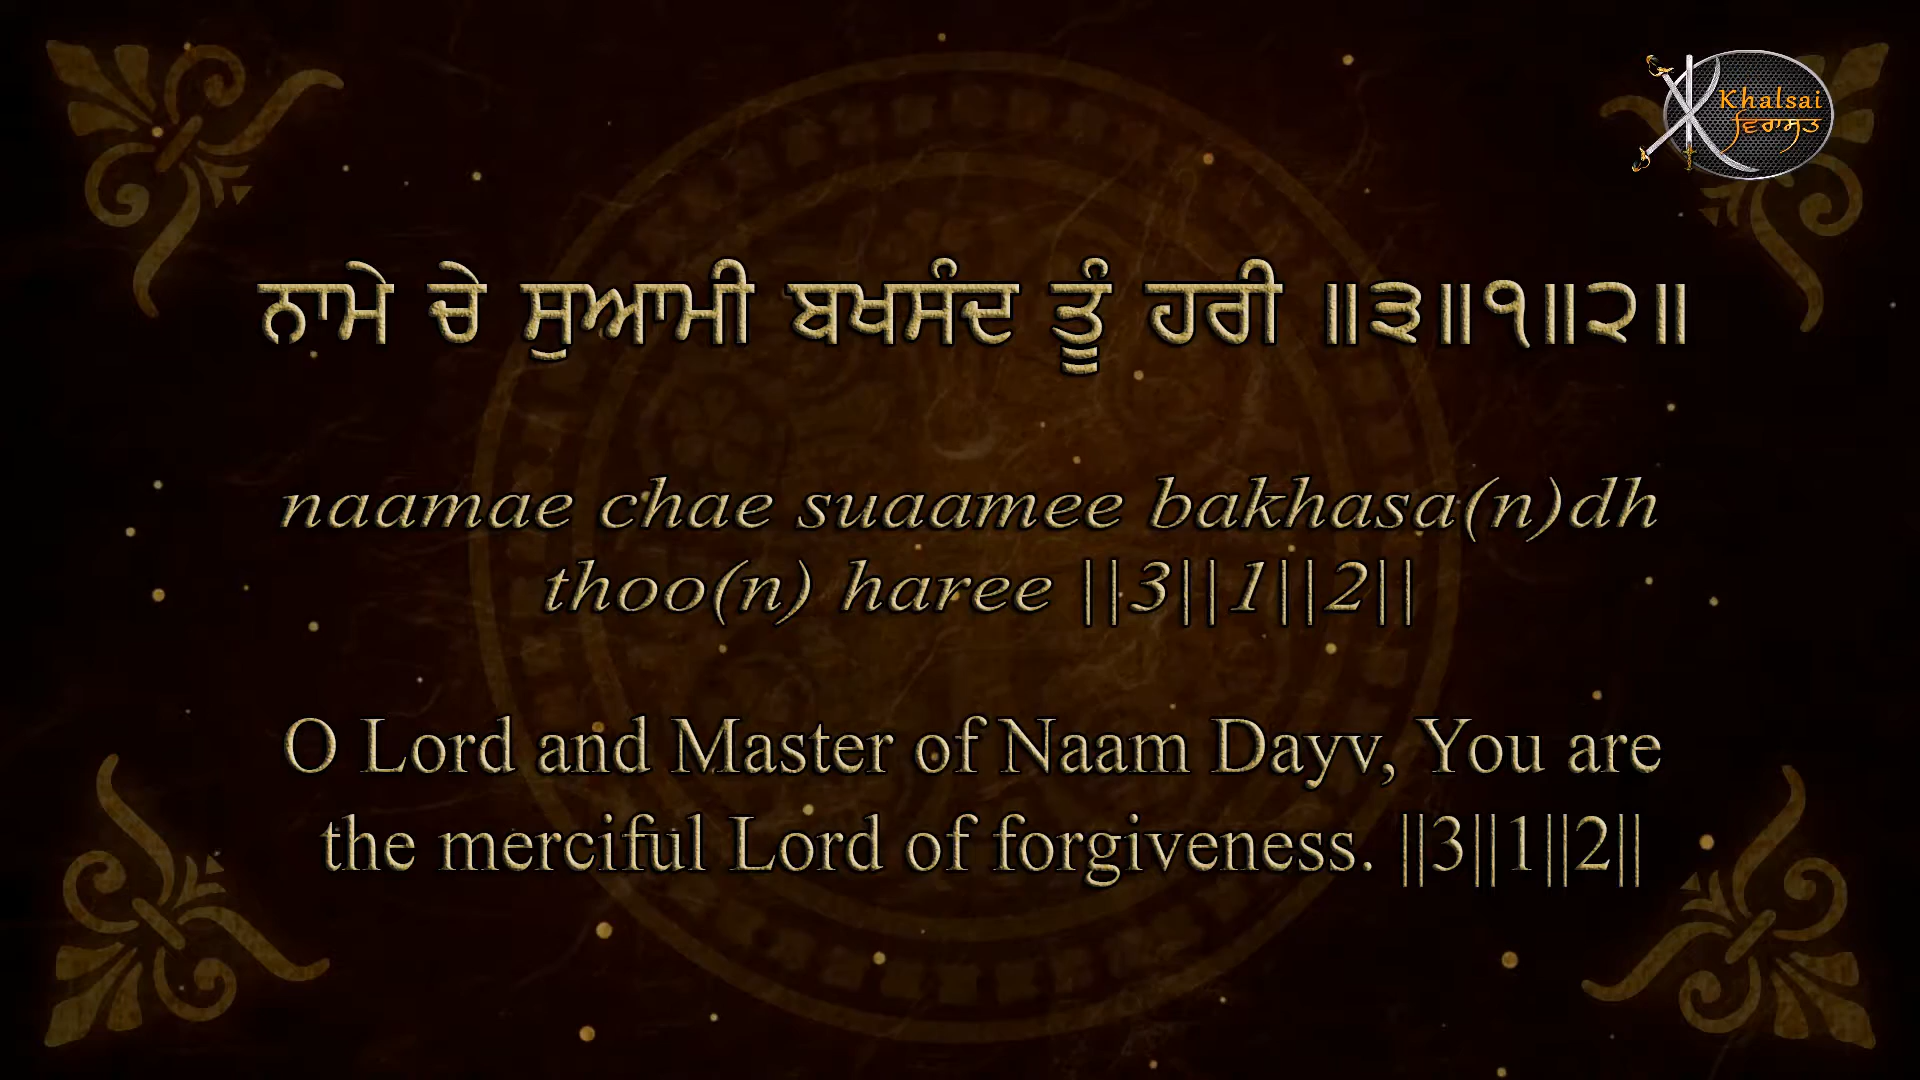 Khalsai
ਵਿਰਾਸਤ
ਨਾਮੇ ਚੇ ਸੁਆਮੀ ਬਖਸੰਦ ਤੂੰ ਹਰੀ ॥੩॥੧॥੨॥
naamae chae suaamee bakhasa(n)dh
thoo(n) haree ||3||1||2||
O Lord and Master of Naam Dayv, You are
the merciful Lord of forgiveness. ||3||1||2||